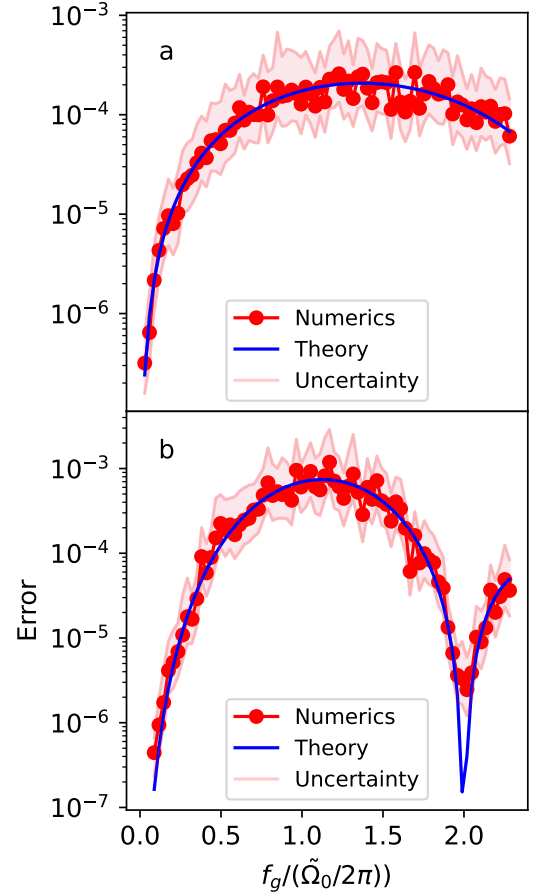 10⁻³
a
10⁻⁴
10⁻⁵
10⁻⁶
Numerics
Theory
Uncertainty
b
10⁻³
10⁻⁴
10⁻⁵
10⁻⁶
10⁻⁷
Error
Numerics
Theory
Uncertainty
0.0 0.5 1.0 1.5 2.0
f_g/(Ω̃₀/2π))